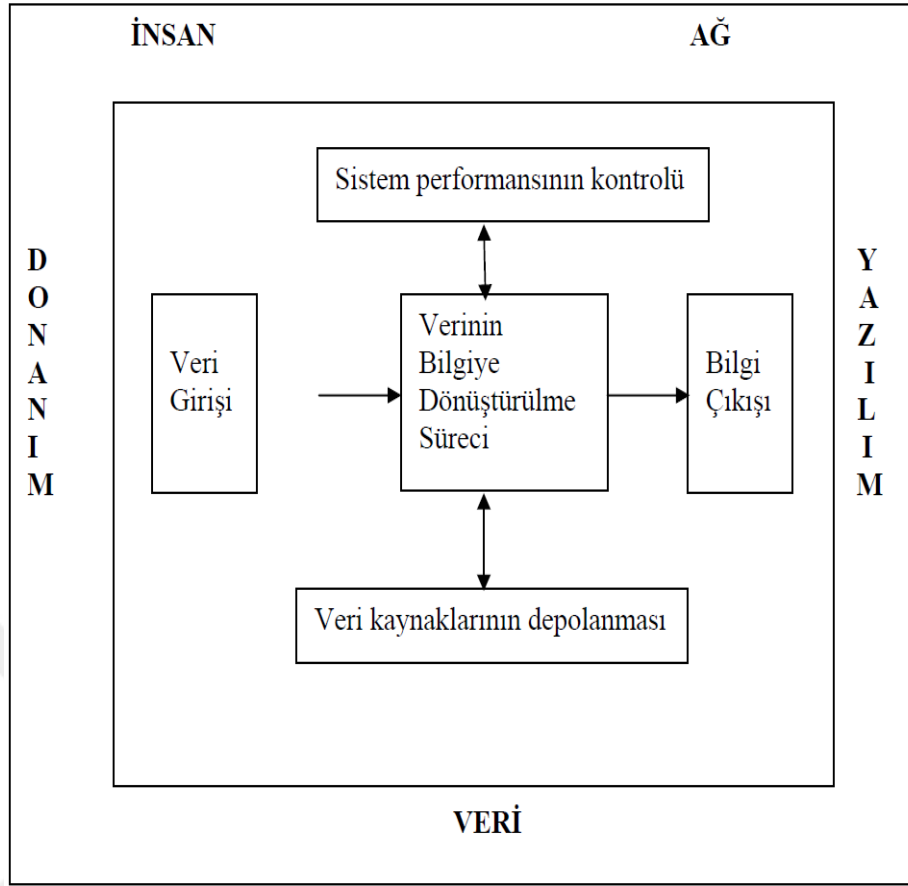 İNSAN
AĞ
Sistem performansının kontrolü
D
O
N
A
N
I
M
Veri
Girişi
Verinin
Bilgiye
Dönüştürülme
Süreci
Bilgi
Çıkışı
Y
A
Z
I
L
I
M
Veri kaynaklarının depolanması
VERİ